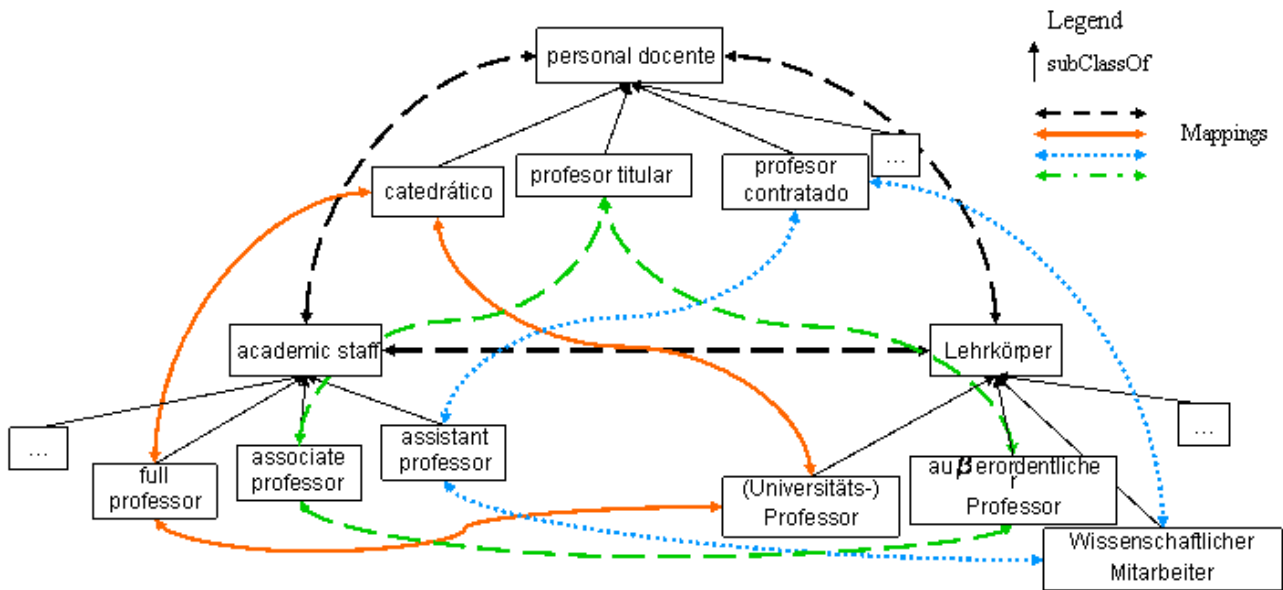 Legend
subClassOf
Mappings
personal docente
...
catedrático
profesor titular
profesor
contratado
academic staff
Lehrkörper
...
full
professor
associate
professor
assistant
professor
(Universitäts-)
Professor
außerordentliche
r
Professor
Wissenschaftlicher
Mitarbeiter
...